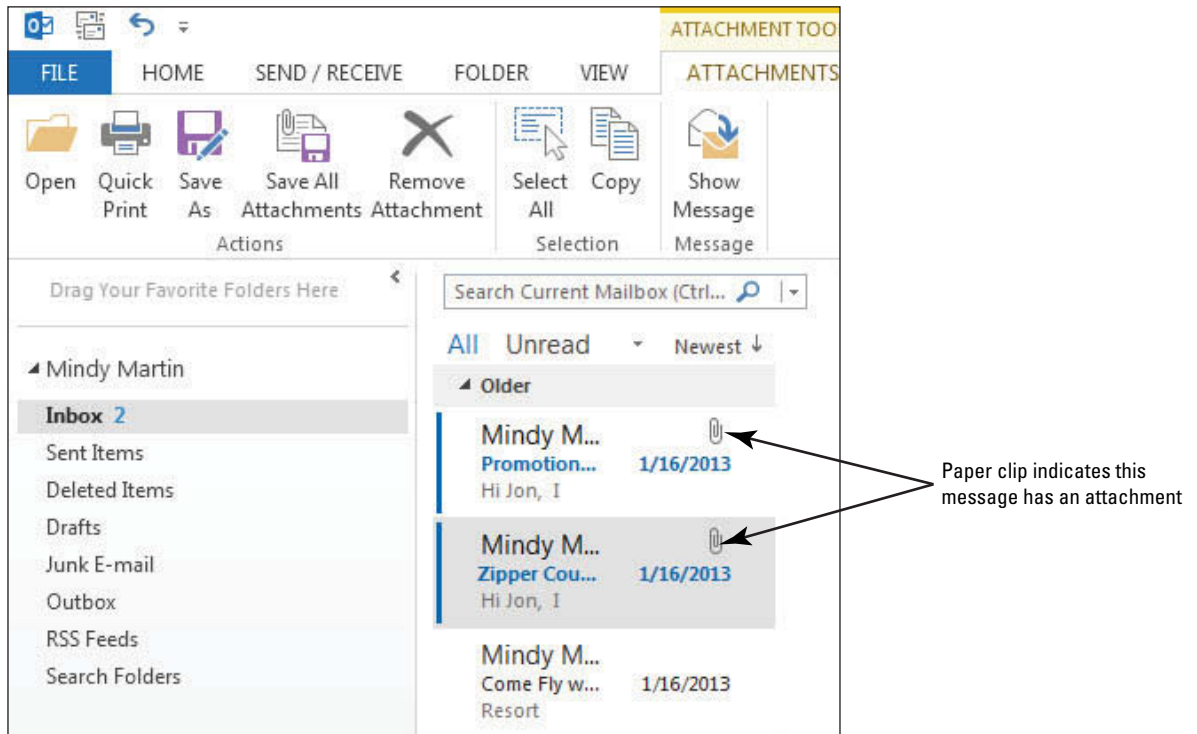 ATTACHMENT TOO
FILE HOME SEND / RECEIVE FOLDER VIEW ATTACHMENTS
Open Quick Print Save As Save All Attachments Remove Attachment Select All Copy Show Message
Actions Selection Message
Drag Your Favorite Folders Here
Search Current Mailbox (Ctrl...
All Unread Newest
Mindy Martin
Older
Inbox 2
Sent Items
Deleted Items
Drafts
Junk E-mail
Outbox
RSS Feeds
Search Folders
Mindy M...
Promotion... 1/16/2013
Hi Jon, I
Mindy M...
Zipper Cou... 1/16/2013
Hi Jon, I
Mindy M...
Come Fly w... 1/16/2013
Resort
Paper clip indicates this
message has an attachment